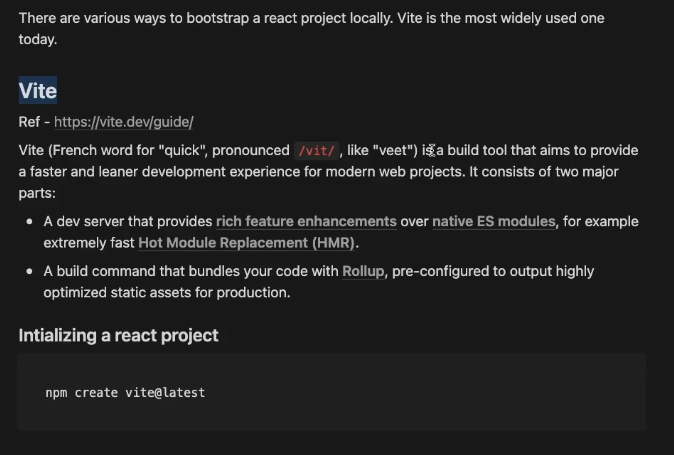 There are various ways to bootstrap a react project locally. Vite is the most widely used one
today.
Vite
Ref - https://vite.dev/guide/
Vite (French word for "quick", pronounced /vit/, like "veet") is a build tool that aims to provide
a faster and leaner development experience for modern web projects. It consists of two major
parts:
• A dev server that provides rich feature enhancements over native ES modules, for example
extremely fast Hot Module Replacement (HMR).
• A build command that bundles your code with Rollup, pre-configured to output highly
optimized static assets for production.
Intializing a react project
npm create vite@latest